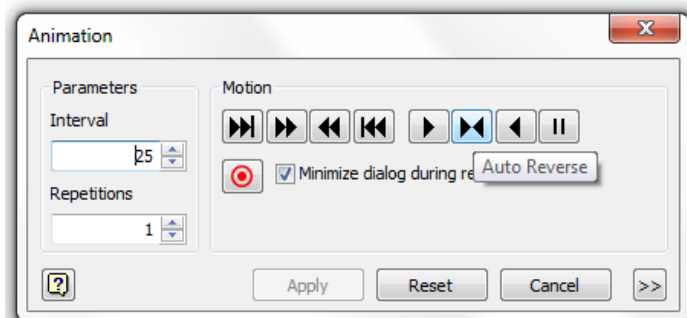 Animation
Parameters
Interval
25
Repetitions
1
Motion
Minimize dialog during re
Auto Reverse
Apply
Reset
Cancel
>>